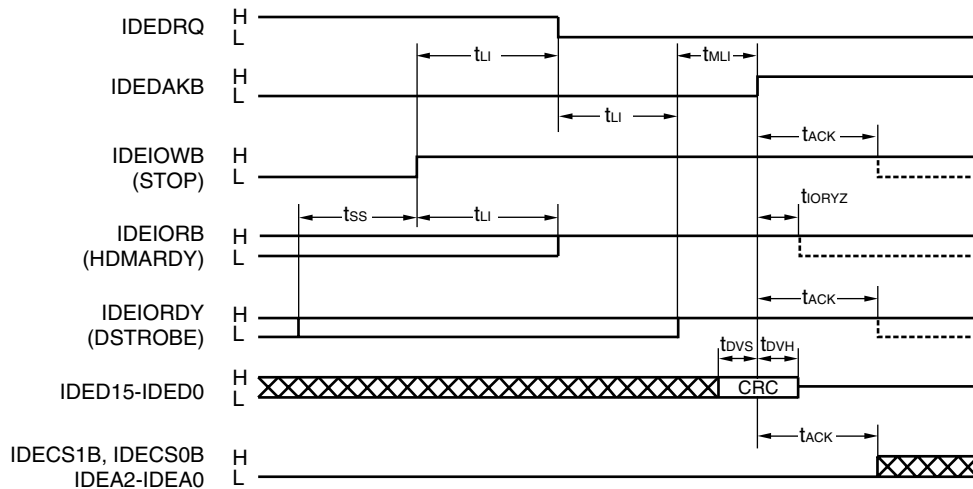 IDEDRQ
H
L
tLI
tMLI
IDEDAKB
H
L
tLI
tACK
IDEIOWB
(STOP)
H
L
tSS
tLI
tIORYZ
IDEIORB
(HDMARDY)
H
L
tACK
IDEIORDY
(DSTROBE)
H
L
tDVS
tDVH
IDED15-IDED0
H
L
CRC
tACK
IDECS1B, IDECS0B
IDEA2-IDEA0
H
L